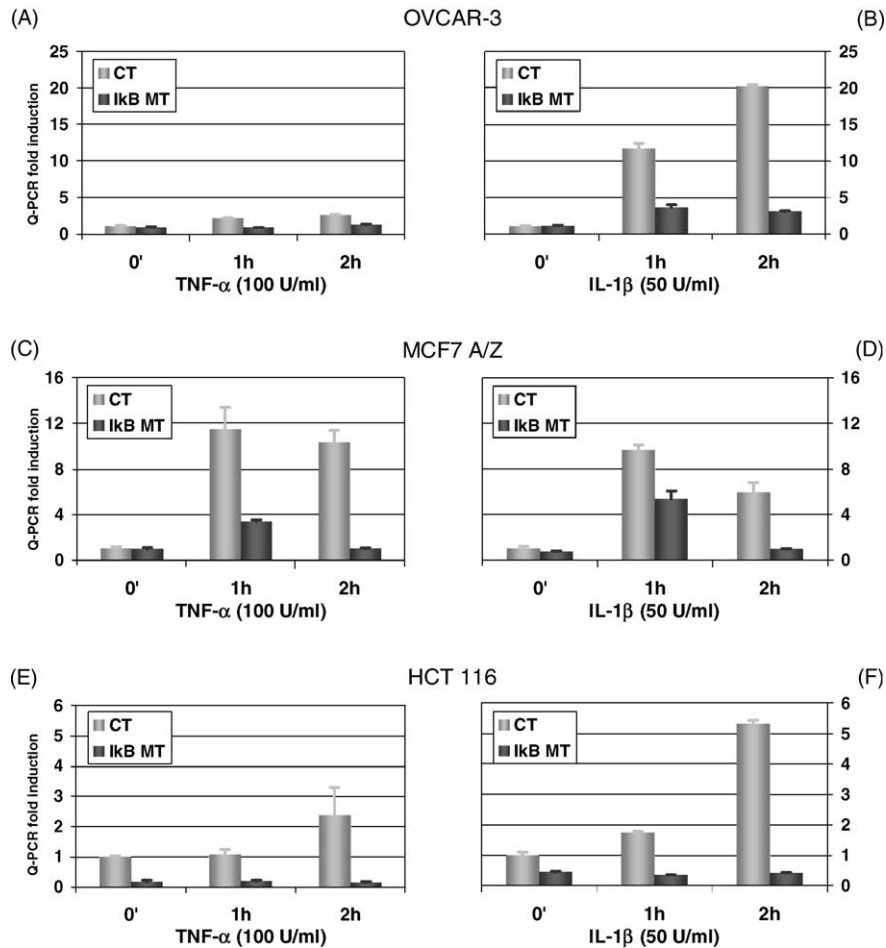 (A) OVCAR-3 (B)
Q-PCR fold induction
25
20
15
10
5
0
CT
IkB MT
0' 1h 2h
TNF-α (100 U/ml)
CT
IkB MT
25
20
15
10
5
0
0' 1h 2h
IL-1β (50 U/ml)
(C) MCF7 A/Z (D)
Q-PCR fold induction
16
12
8
4
0
CT
IkB MT
0' 1h 2h
TNF-α (100 U/ml)
CT
IkB MT
16
12
8
4
0
0' 1h 2h
IL-1β (50 U/ml)
(E) HCT 116 (F)
Q-PCR fold induction
6
5
4
3
2
1
0
CT
IkB MT
0' 1h 2h
TNF-α (100 U/ml)
CT
IkB MT
6
5
4
3
2
1
0
0' 1h 2h
IL-1β (50 U/ml)